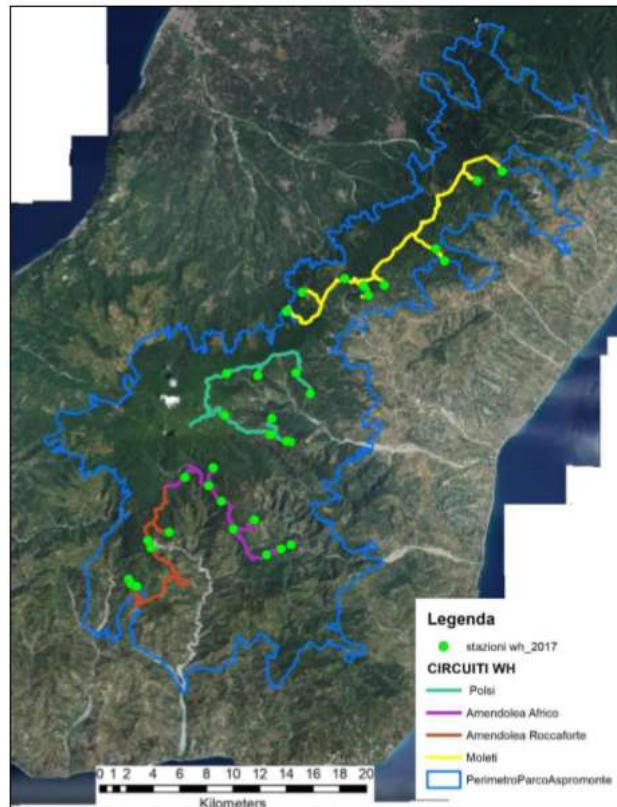 Legenda
stazioni wh_2017
CIRCUITI WH
Polsi
Amendolea Africo
Amendolea Roccaforte
Moleti
PerimetroParcoAspromonte
0 1 2 4 6 8 10 12 14 16 18 20
Kilometers